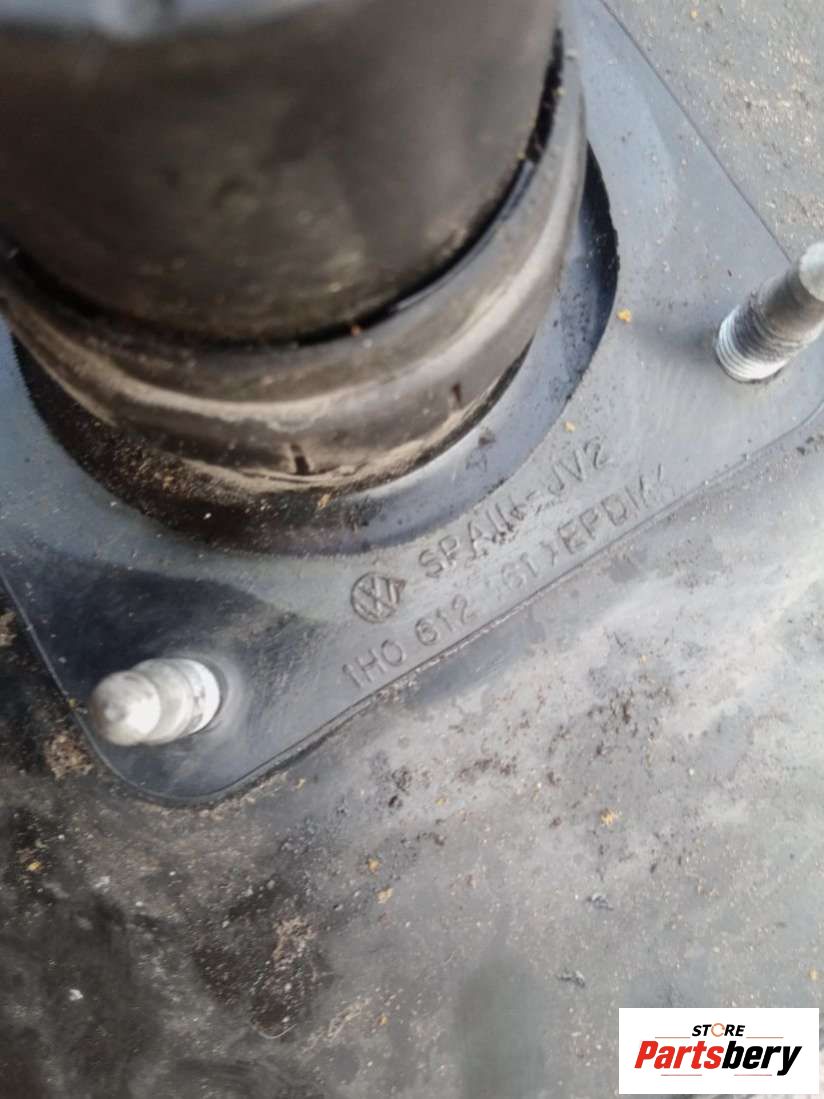 SPAIN-JV2
1H0 612 161 >EPDM<
STORE
Partsbery